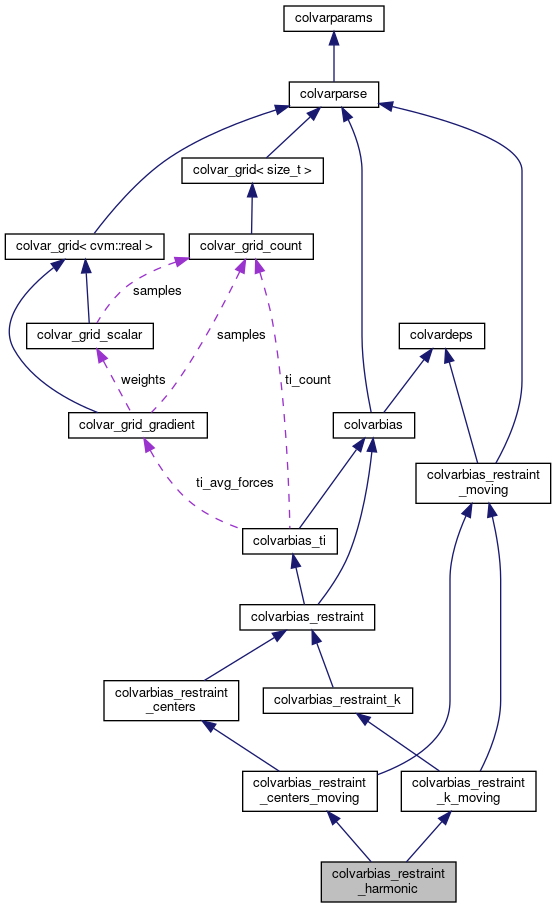 colvarparams
colvarparse
colvar_grid< size_t >
colvar_grid< cvm::real >
colvar_grid_count
samples
colvar_grid_scalar
samples
colvardeps
weights
ti_count
colvar_grid_gradient
colvarbias
colvarbias_restraint
_moving
ti_avg_forces
colvarbias_ti
colvarbias_restraint
colvarbias_restraint
_centers
colvarbias_restraint_k
colvarbias_restraint
_centers_moving
colvarbias_restraint
_k_moving
colvarbias_restraint
_harmonic